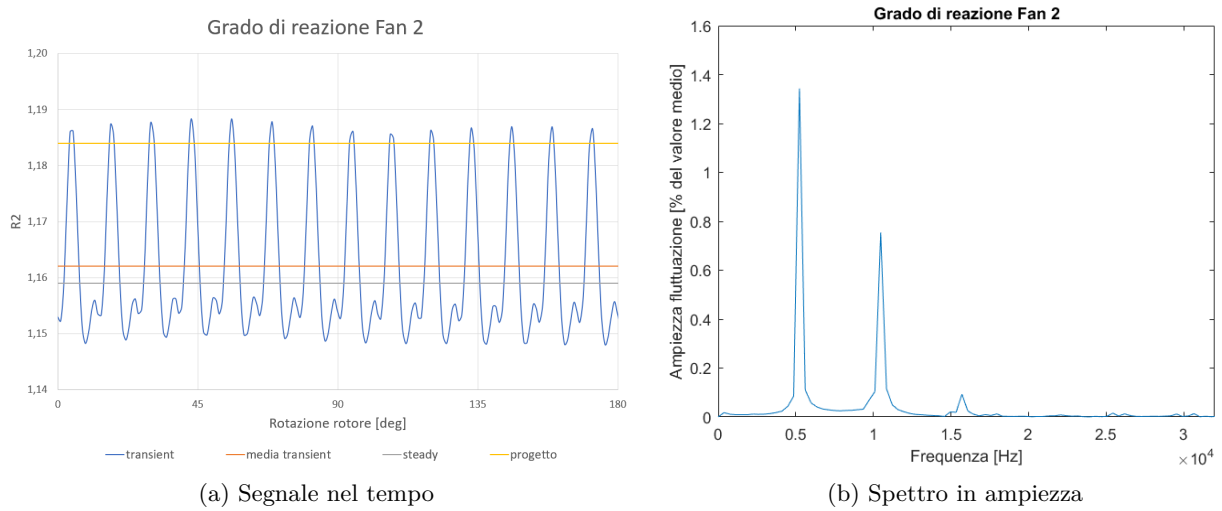 Grado di reazione Fan 2
1,20
1,19
1,18
1,17
1,16
1,15
1,14
R2
0
45
90
135
180
Rotazione rotore [deg]
transient
media transient
steady
progetto
(a) Segnale nel tempo
Grado di reazione Fan 2
1.6
1.4
1.2
1
0.8
0.6
0.4
0.2
0
Ampiezza fluttuazione [% del valore medio]
0
0.5
1
1.5
2
2.5
3
×10⁴
Frequenza [Hz]
(b) Spettro in ampiezza